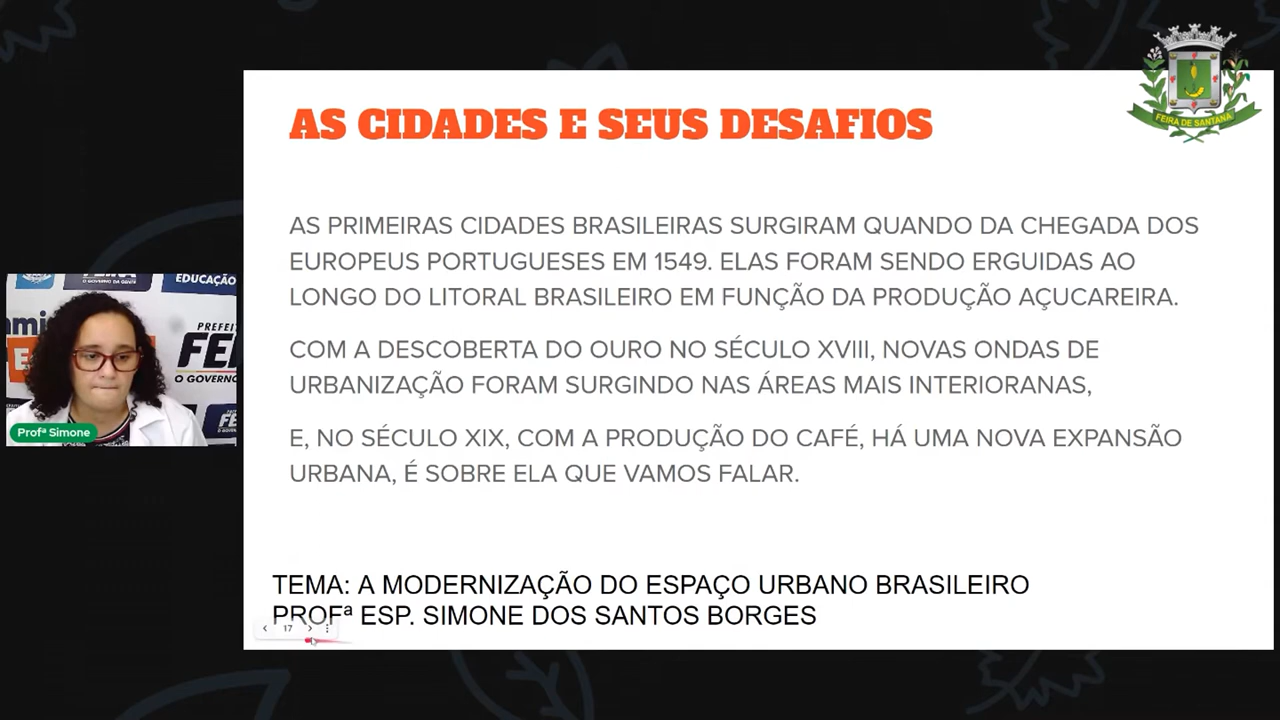 FEIRA DE SANTANA
AS CIDADES E SEUS DESAFIOS
AS PRIMEIRAS CIDADES BRASILEIRAS SURGIRAM QUANDO DA CHEGADA DOS
EUROPEUS PORTUGUESES EM 1549. ELAS FORAM SENDO ERGUIDAS AO
LONGO DO LITORAL BRASILEIRO EM FUNÇÃO DA PRODUÇÃO AÇUCAREIRA.
COM A DESCOBERTA DO OURO NO SÉCULO XVIII, NOVAS ONDAS DE
URBANIZAÇÃO FORAM SURGINDO NAS ÁREAS MAIS INTERIORANAS,
E, NO SÉCULO XIX, COM A PRODUÇÃO DO CAFÉ, HÁ UMA NOVA EXPANSÃO
URBANA, É SOBRE ELA QUE VAMOS FALAR.
TEMA: A MODERNIZAÇÃO DO ESPAÇO URBANO BRASILEIRO
PROFª ESP. SIMONE DOS SANTOS BORGES
17
EDUCAÇÃO
PREFEI
FE
O GOVERNO
Profª Simone